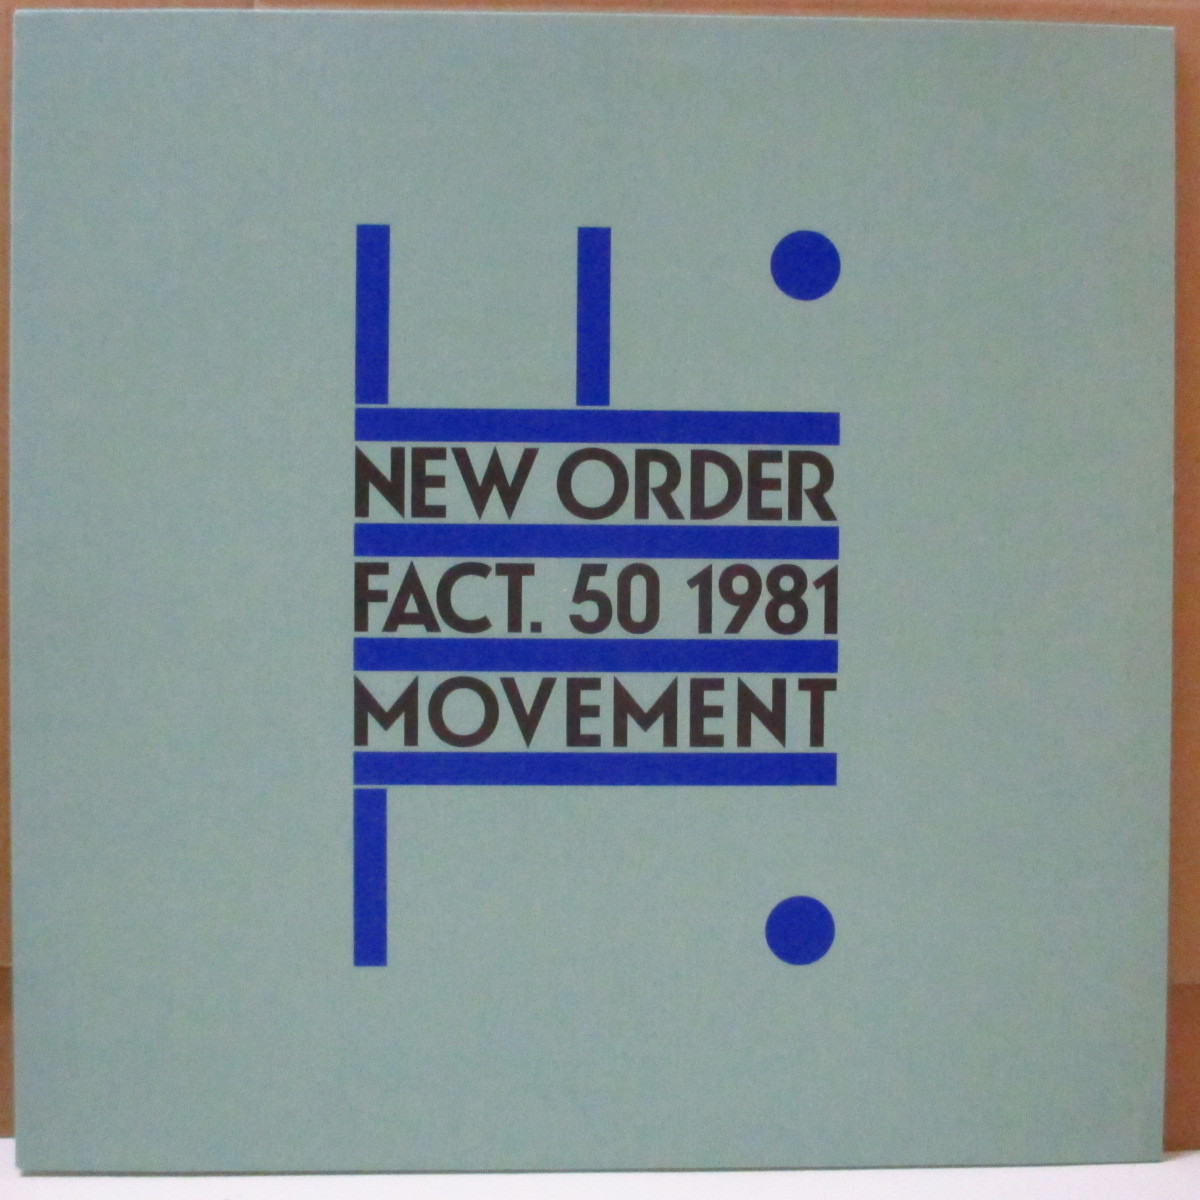 NEW ORDER
FACT. 50 1981
MOVEMENT